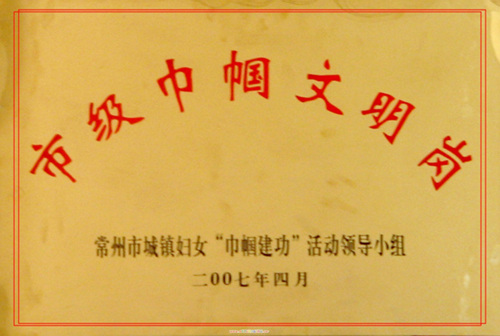 市级巾帼文明岗
常州市城镇妇女“巾帼建功”活动领导小组
二00七年四月